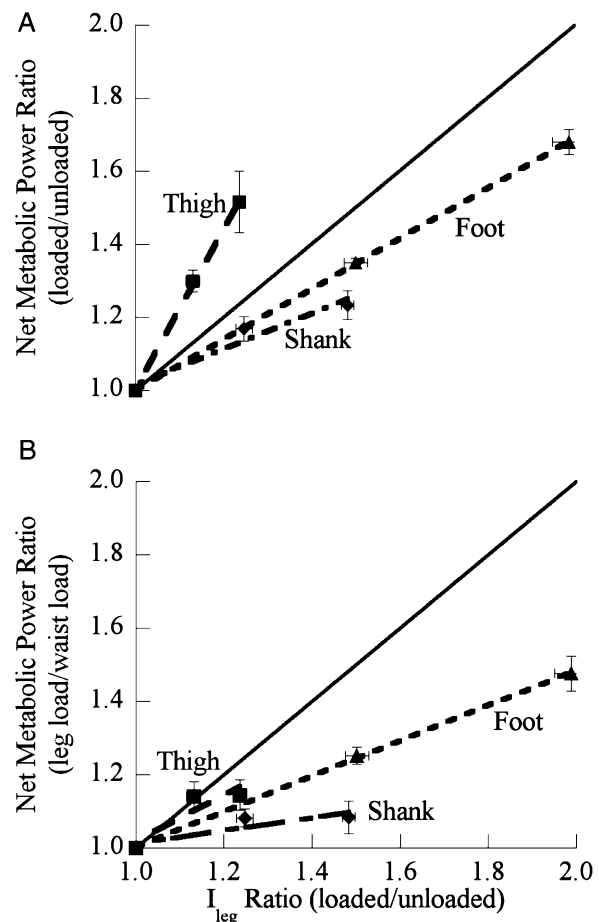 A
Net Metabolic Power Ratio
(loaded/unloaded)
2.0
1.8
1.6
1.4
1.2
1.0
Thigh
Foot
Shank
B
Net Metabolic Power Ratio
(leg load/waist load)
2.0
1.8
1.6
1.4
1.2
1.0
Thigh
Foot
Shank
1.0 1.2 1.4 1.6 1.8 2.0
I leg Ratio (loaded/unloaded)